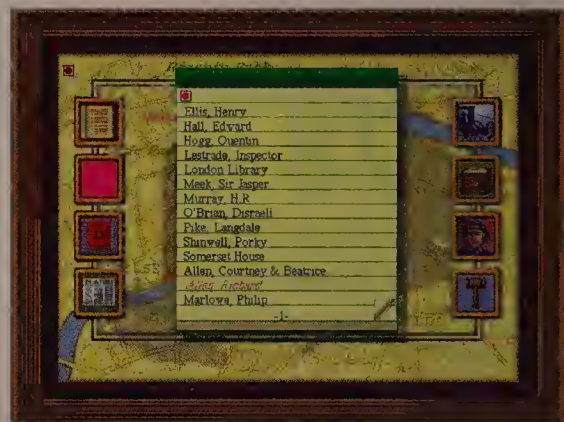 Ellis, Henry
Hall, Edward
Hogg, Quentin
Lestrade, Inspector
London Library
Meek, Sir Jasper
Murray, H.R
O'Brian, Disraeli
Pike, Langdale
Shinwell, Porky
Somerset House
Allen, Courtney & Beatrice
Marlowe, Philip
-1-